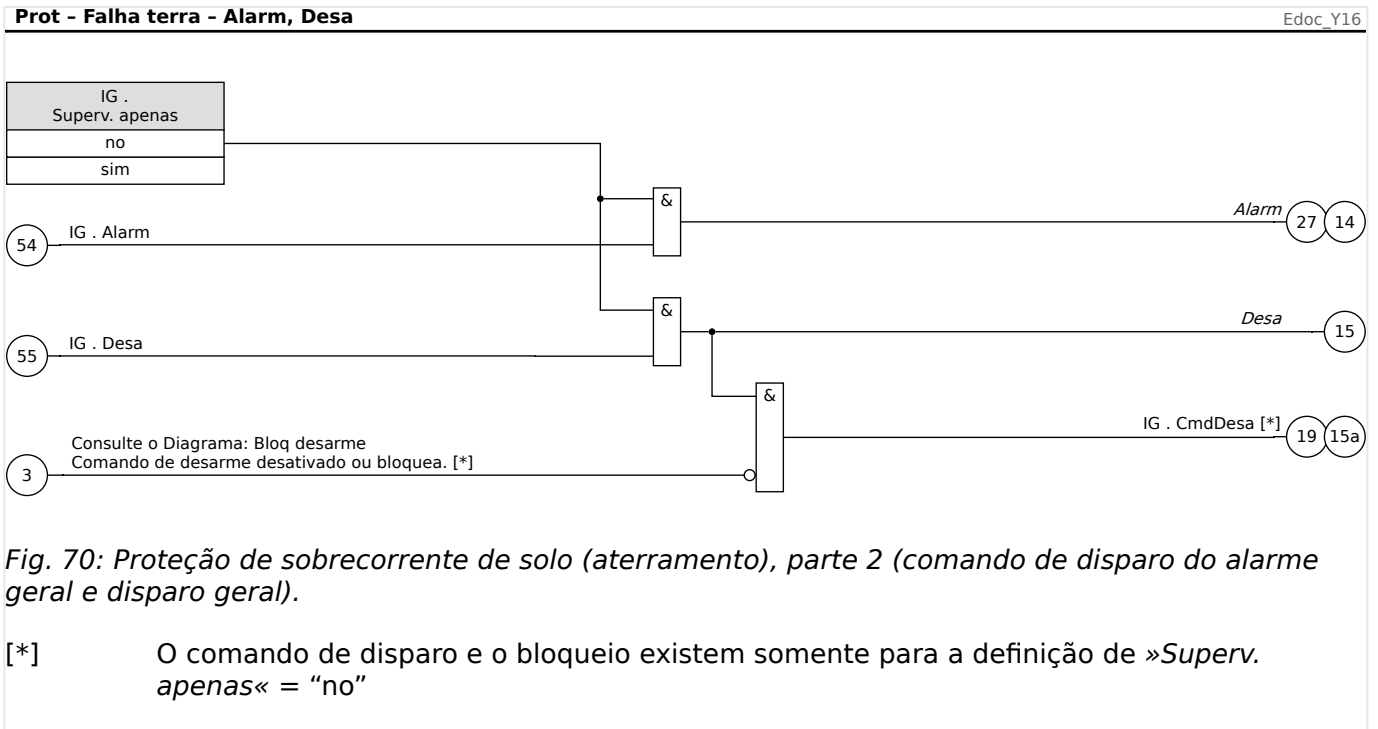 Prot – Falha terra – Alarm, Desa
Edoc_Y16
IG .
Superv. apenas
no
sim
&
Alarm
27
14
54
IG . Alarm
&
Desa
15
55
IG . Desa
&
IG . CmdDesa [*]
19
15a
Consulte o Diagrama: Bloq desarme
Comando de desarme desativado ou bloquea. [*]
3
Fig. 70: Proteção de sobrecorrente de solo (aterramento), parte 2 (comando de disparo do alarme
geral e disparo geral).
[*] O comando de disparo e o bloqueio existem somente para a definição de »Superv.
apenas« = “no”